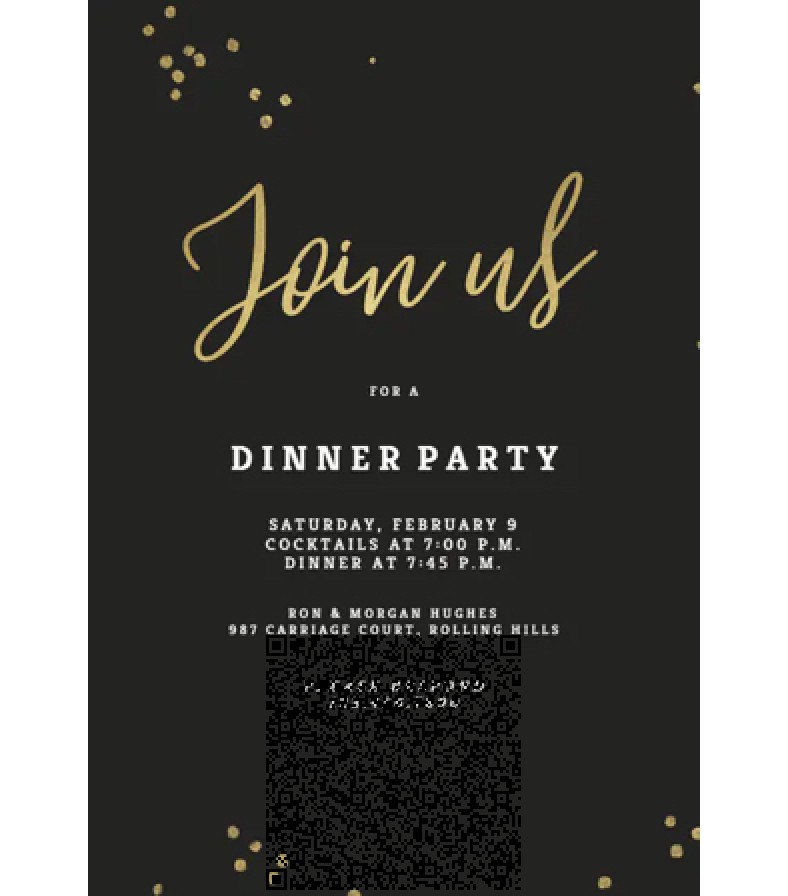 Join us
FOR A
DINNER PARTY
SATURDAY, FEBRUARY 9
COCKTAILS AT 7:00 P.M.
DINNER AT 7:45 P.M.
RON & MORGAN HUGHES
987 CARRIAGE COURT, ROLLING HILLS